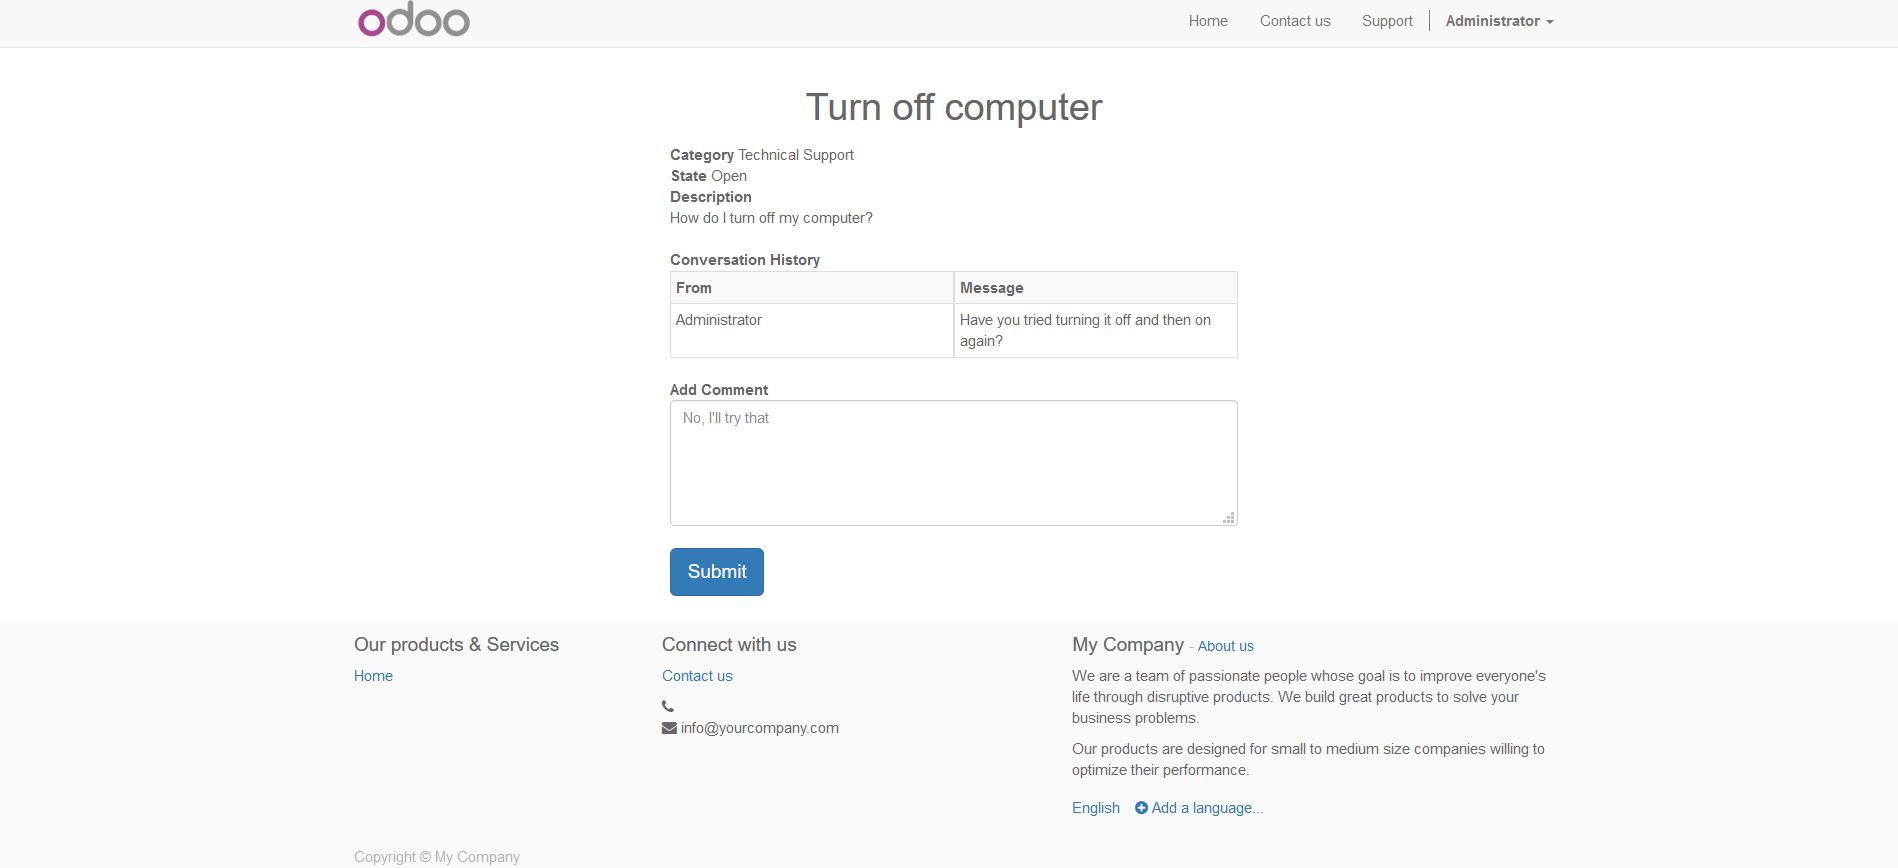 odoo
Home Contact us Support Administrator
Turn off computer
Category Technical Support
State Open
Description
How do I turn off my computer?
Conversation History
From Message
Administrator Have you tried turning it off and then on
again?
Add Comment
No, I'll try that
Submit
Our products & Services
Home
Connect with us
Contact us
info@yourcompany.com
My Company - About us
We are a team of passionate people whose goal is to improve everyone's
life through disruptive products. We build great products to solve your
business problems.
Our products are designed for small to medium size companies willing to
optimize their performance.
English Add a language...
Copyright © My Company